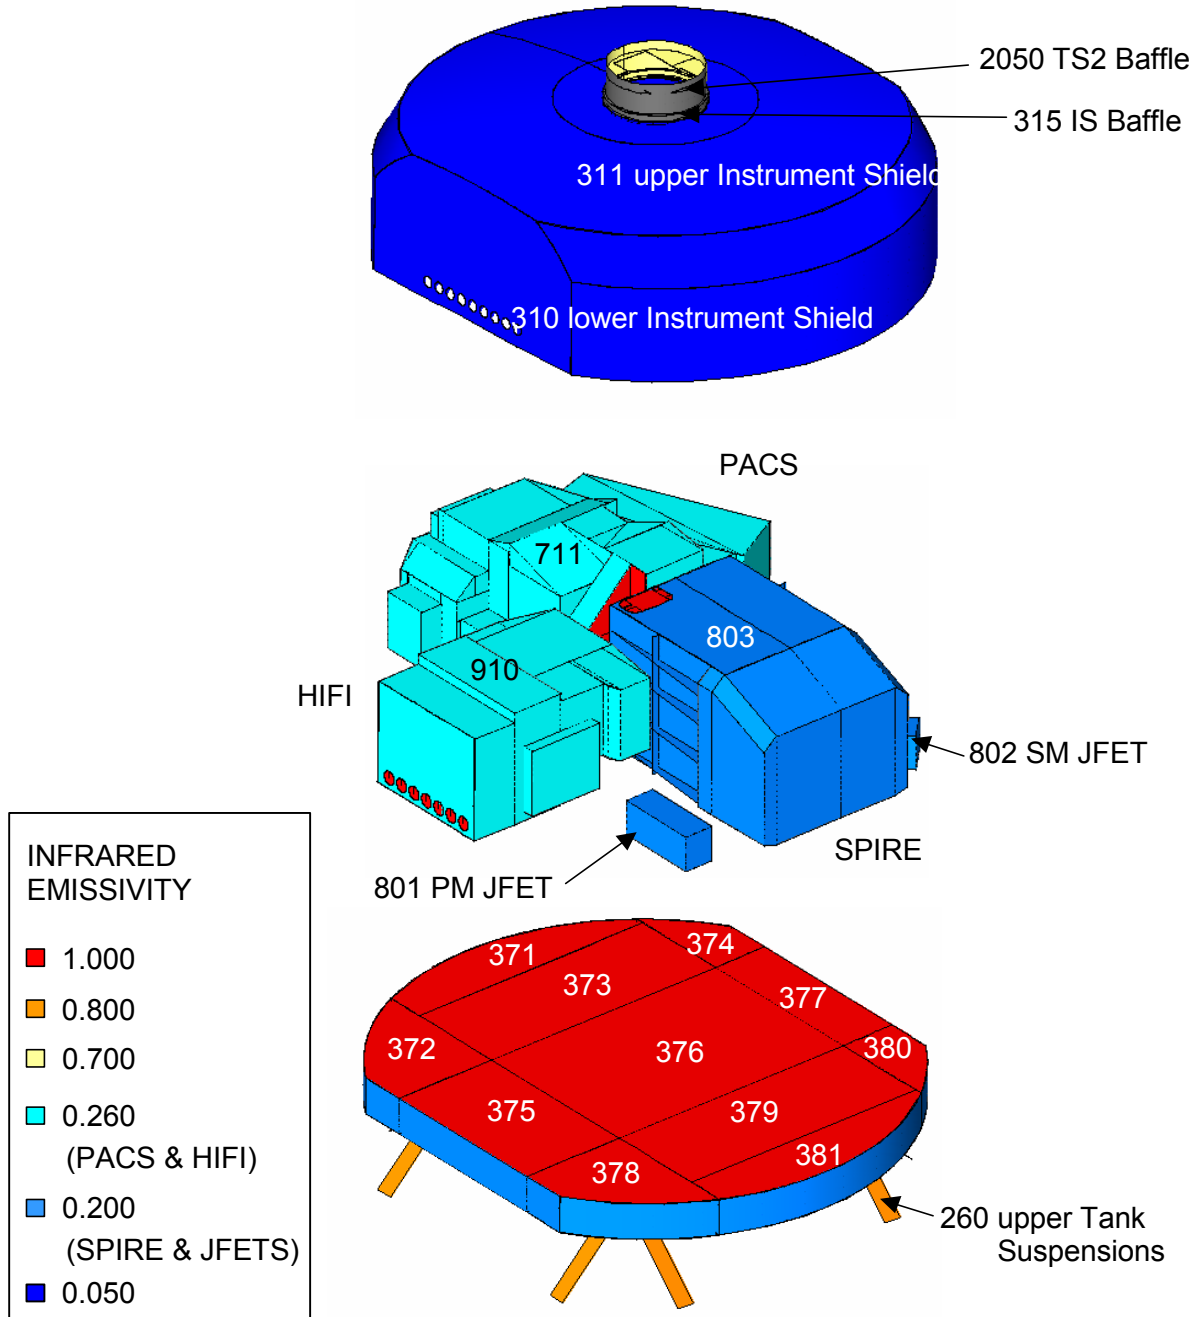 2050 TS2 Baffle
315 IS Baffle
311 upper Instrument Shield
310 lower Instrument Shield
PACS
711
803
910
HIFI
802 SM JFET
SPIRE
801 PM JFET
INFRARED
EMISSIVITY
1.000
0.800
0.700
0.260
(PACS & HIFI)
0.200
(SPIRE & JFETS)
0.050
371
374
373
377
372
376
380
375
379
378
381
260 upper Tank
Suspensions